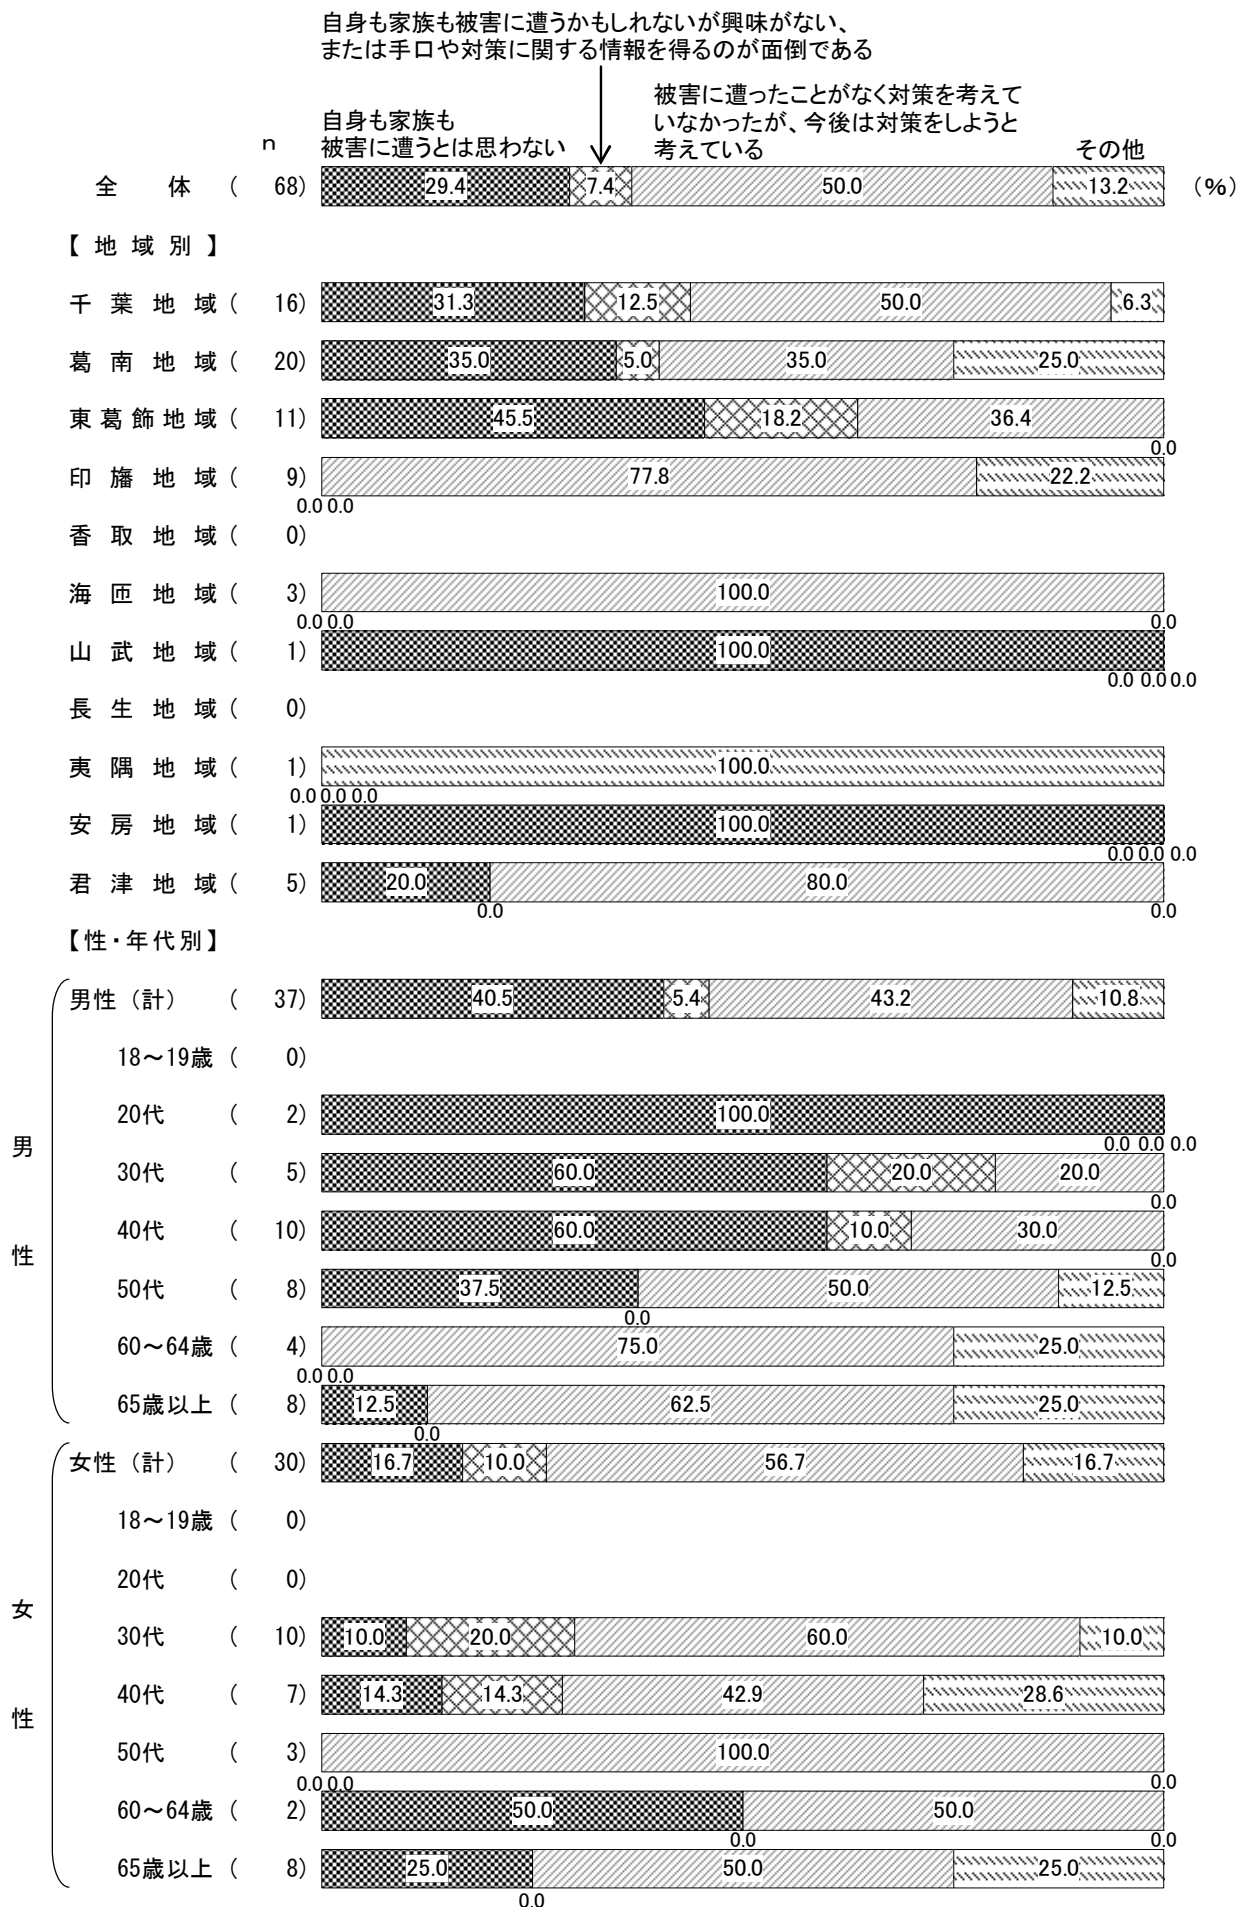 自身も家族も被害に遭うかもしれないが興味がない、
または手口や対策に関する情報を得るのが面倒である
自身も家族も
被害に遭うとは思わない
被害に遭ったことがなく対策を考えて
いなかったが、今後は対策をしようと
考えている
その他
n
全 体 ( 68) 29.4 7.4 50.0 13.2 (%)
【地域別】
千葉地域( 16) 31.3 12.5 50.0 6.3
葛南地域( 20) 35.0 5.0 35.0 25.0
東葛飾地域( 11) 45.5 18.2 36.4
0.0
印旛地域( 9) 77.8 22.2
0.0 0.0
香取地域( 0)
海匝地域( 3) 100.0
0.0 0.0 0.0
山武地域( 1) 100.0
0.0 0.0 0.0
長生地域( 0)
夷隅地域( 1) 100.0
0.0 0.0 0.0
安房地域( 1) 100.0
0.0 0.0 0.0
君津地域( 5) 20.0 80.0
0.0 0.0
【性・年代別】
男性
男性(計) ( 37) 40.5 5.4 43.2 10.8
18～19歳 ( 0)
20代 ( 2) 100.0
0.0 0.0 0.0
30代 ( 5) 60.0 20.0 20.0
0.0
40代 ( 10) 60.0 10.0 30.0
0.0
50代 ( 8) 37.5 50.0 12.5
0.0
60～64歳 ( 4) 75.0 25.0
0.0 0.0
65歳以上 ( 8) 12.5 62.5 25.0
0.0
女性
女性(計) ( 30) 16.7 10.0 56.7 16.7
18～19歳 ( 0)
20代 ( 0)
30代 ( 10) 10.0 20.0 60.0 10.0
40代 ( 7) 14.3 14.3 42.9 28.6
50代 ( 3) 100.0
0.0 0.0 0.0
60～64歳 ( 2) 50.0 50.0
0.0 0.0
65歳以上 ( 8) 25.0 50.0 25.0
0.0